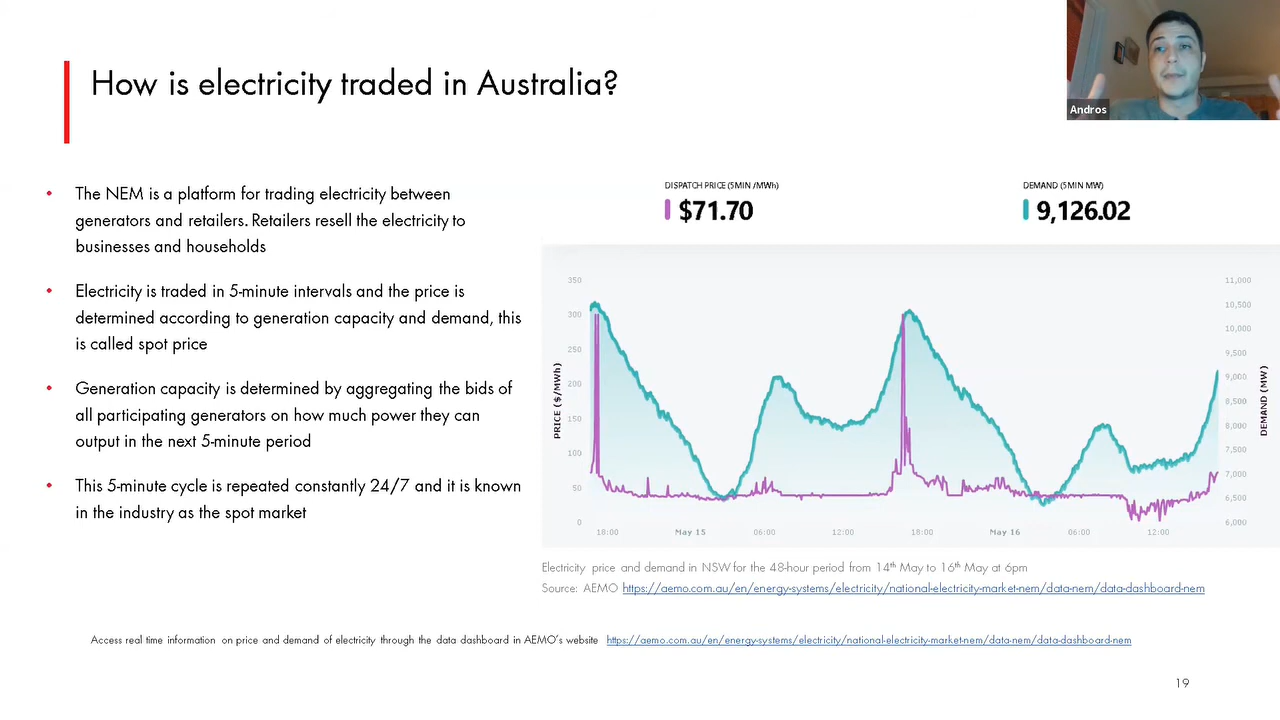 How is electricity traded in Australia?
Andros
• The NEM is a platform for trading electricity between
generators and retailers. Retailers resell the electricity to
businesses and households
• Electricity is traded in 5-minute intervals and the price is
determined according to generation capacity and demand, this
is called spot price
• Generation capacity is determined by aggregating the bids of
all participating generators on how much power they can
output in the next 5-minute period
• This 5-minute cycle is repeated constantly 24/7 and it is known
in the industry as the spot market
DISPATCH PRICE (5MIN /MWh)
$71.70
DEMAND (5MIN MW)
9,126.02
PRICE ($/MWh)
350
300
250
200
150
100
50
0
11,000
10,500
10,000
9,500
9,000
8,500
8,000
7,500
7,000
6,500
6,000
DEMAND (MW)
18:00 May 15 06:00 12:00 18:00 May 16 06:00 12:00
Electricity price and demand in NSW for the 48-hour period from 14th May to 16th May at 6pm
Source: AEMO https://aemo.com.au/en/energy-systems/electricity/national-electricity-market-nem/data-nem/data-dashboard-nem
Access real time information on price and demand of electricity through the data dashboard in AEMO's website https://aemo.com.au/en/energy-systems/electricity/national-electricity-market-nem/data-nem/data-dashboard-nem
19